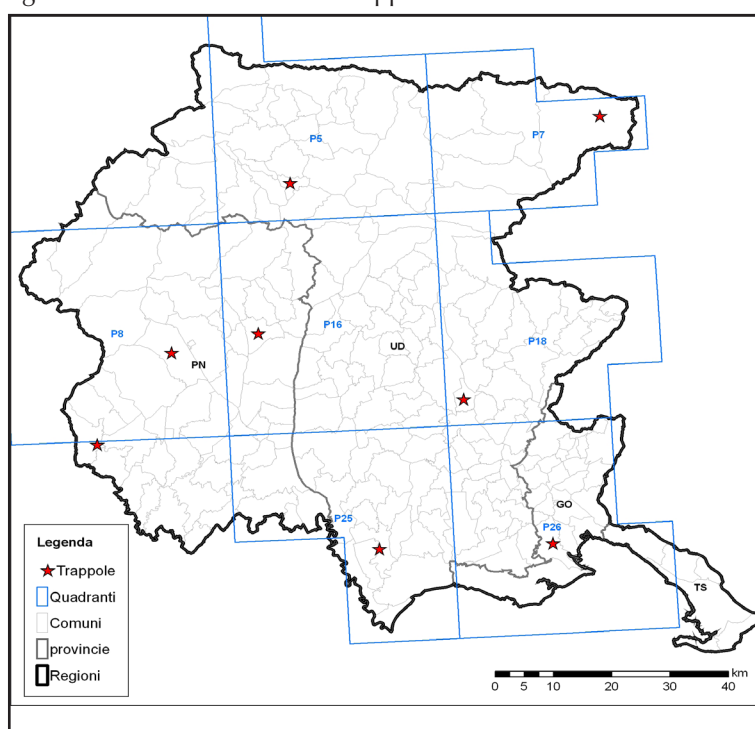 P5
P7
P8
P16
UD
P18
PN
P25
GO
P26
TS
Legenda
Trappole
Quadranti
Comuni
provincie
Regioni
km
0 5 10 20 30 40